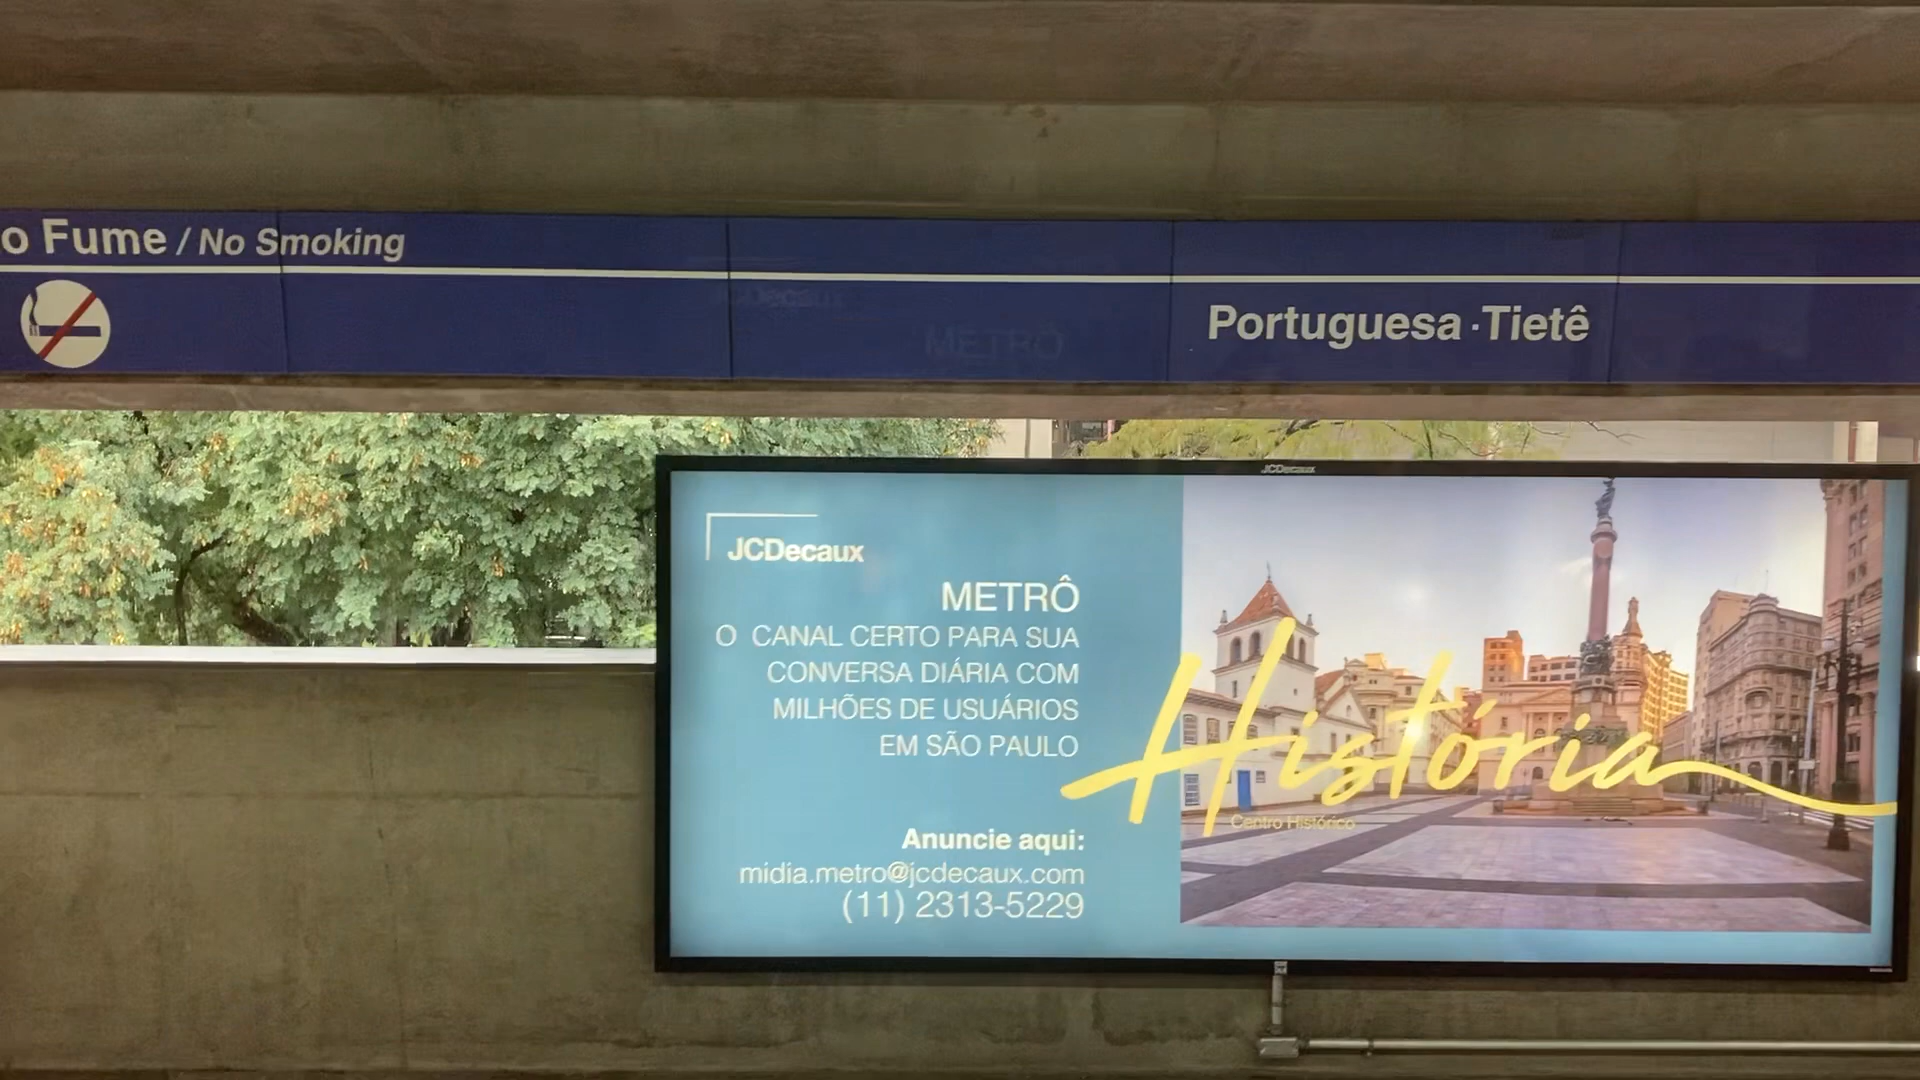 o Fume / No Smoking
Portuguesa · Tietê
JCDecaux
JCDecaux
METRÔ
O CANAL CERTO PARA SUA
CONVERSA DIÁRIA COM
MILHÕES DE USUÁRIOS
EM SÃO PAULO
História
Centro Histórico
Anuncie aqui:
midia.metro@jcdecaux.com
(11) 2313-5229